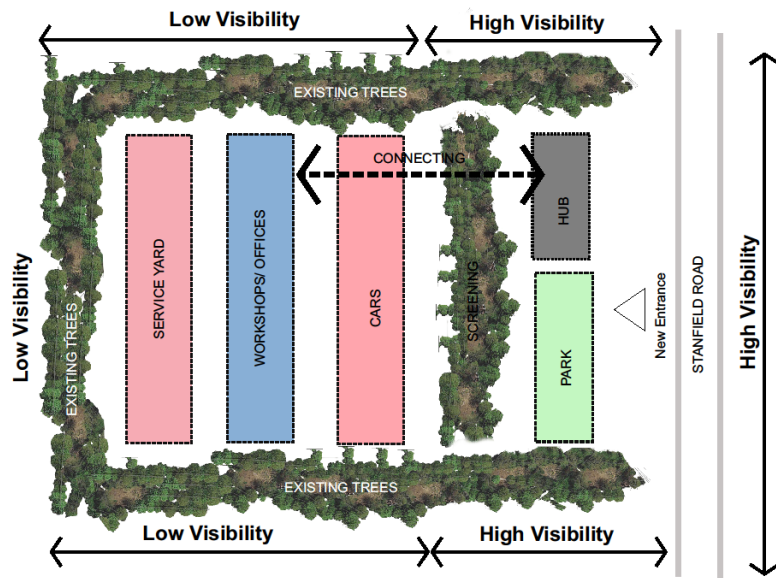 Low Visibility
High Visibility
EXISTING TREES
CONNECTING
SERVICE YARD
WORKSHOPS/ OFFICES
CARS
SCREENING
HUB
PARK
New Entrance
STANFIELD ROAD
High Visibility
Low Visibility
EXISTING TREES
EXISTING TREES
Low Visibility
High Visibility